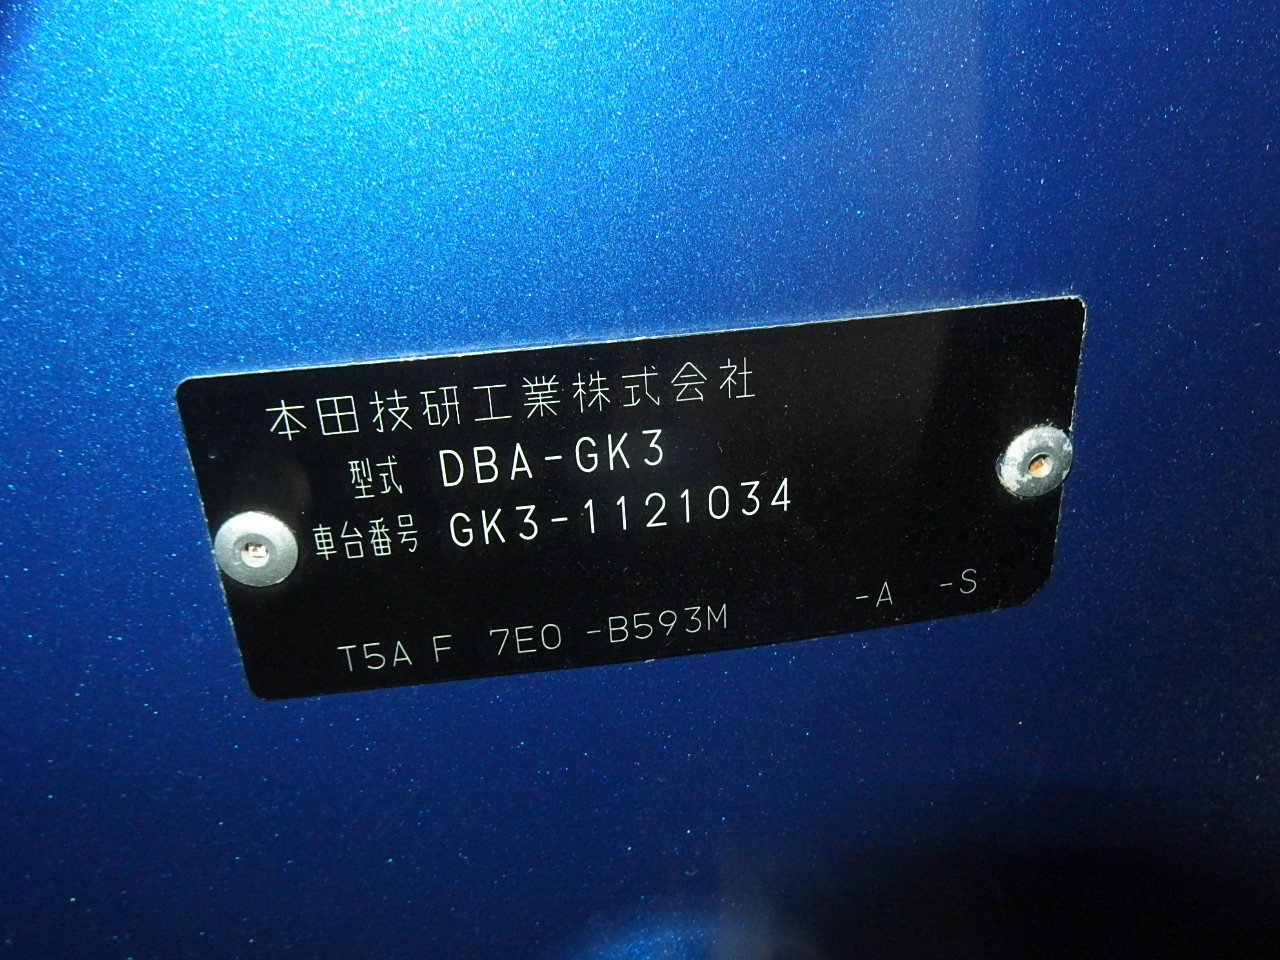 本田技研工業株式会社
型式 DBA-GK3
車台番号 GK3-1121034
T5A F 7E0 -B593M -A -S